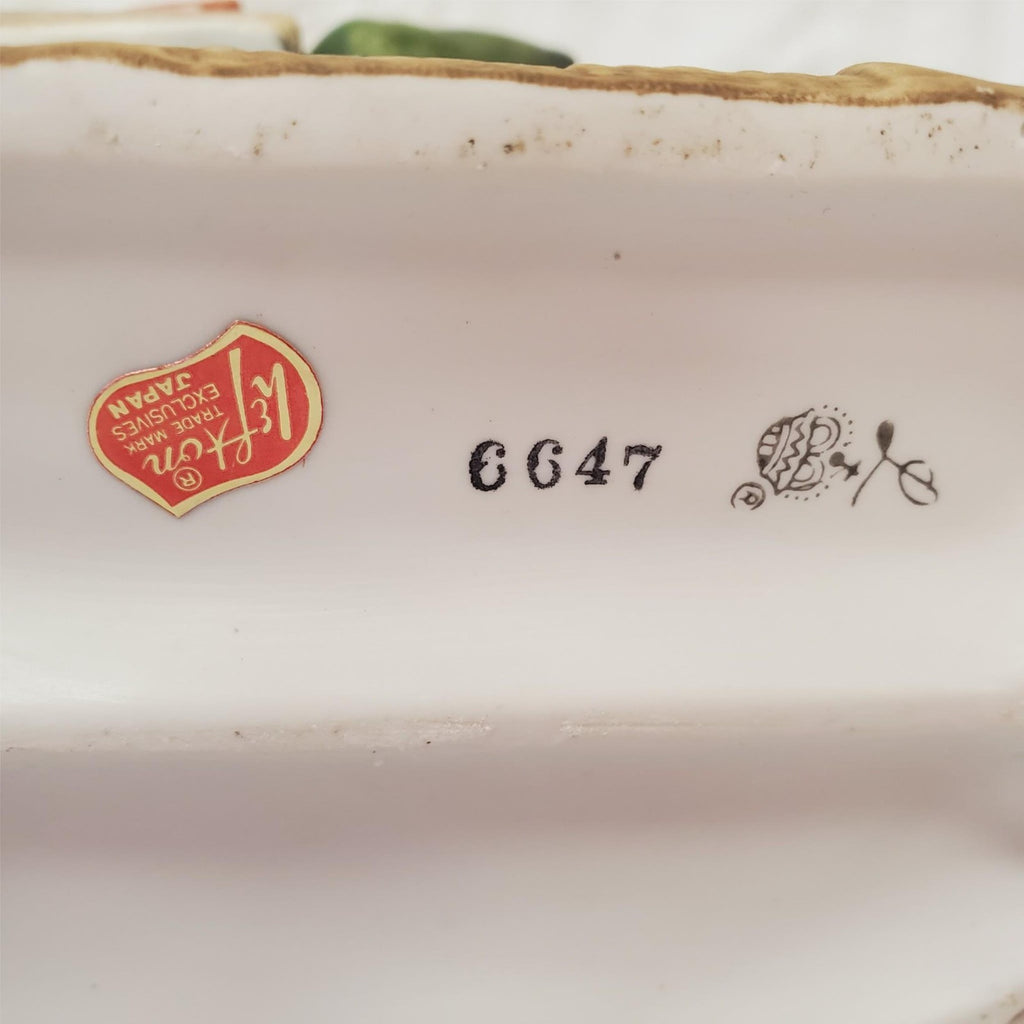 Lefton
®
TRADE MARK
EXCLUSIVES
JAPAN
6647
®